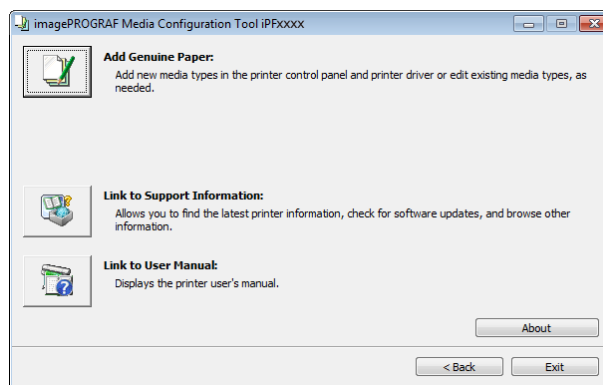 imagePROGRAF Media Configuration Tool iPFxxxx
Add Genuine Paper:
Add new media types in the printer control panel and printer driver or edit existing media types, as
needed.
Link to Support Information:
Allows you to find the latest printer information, check for software updates, and browse other
information.
Link to User Manual:
Displays the printer user's manual.
About
< Back
Exit